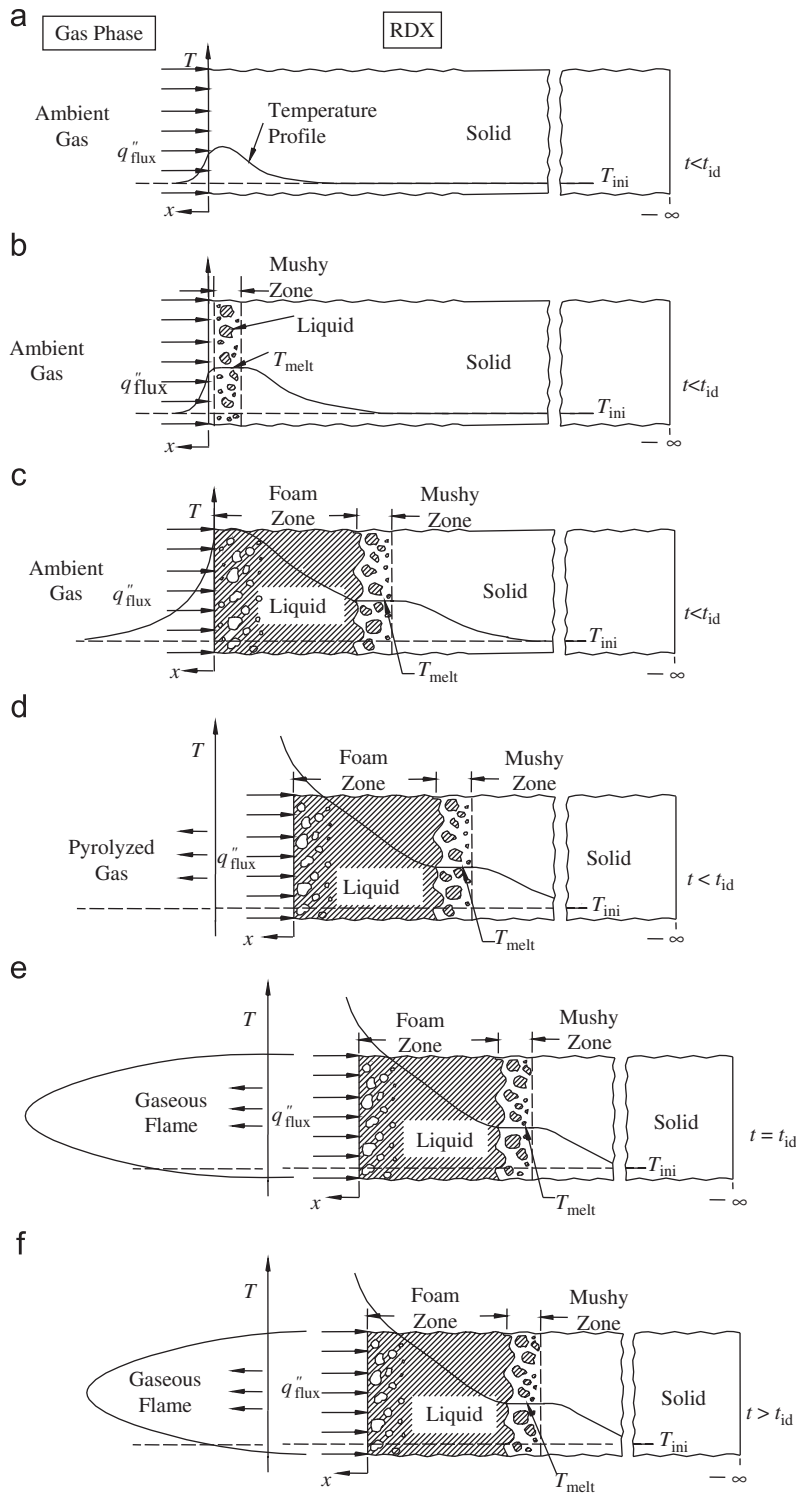 a
Gas Phase
RDX
T
Ambient
Gas
q″flux
Temperature
Profile
Solid
Tini
t<tid
x
— ∞
b
Mushy
Zone
Liquid
Ambient
Gas
Tmelt
q″flux
Solid
Tini
t<tid
x
— ∞
c
T
Foam
Zone
Mushy
Zone
Ambient
Gas
q″flux
Liquid
Solid
Tini
t<tid
x
Tmelt
— ∞
d
T
Foam
Zone
Mushy
Zone
Pyrolyzed
Gas
q″flux
Liquid
Solid
Tini
t < tid
x
Tmelt
— ∞
e
T
Foam
Zone
Mushy
Zone
Gaseous
Flame
q″flux
Liquid
Solid
Tini
t = tid
x
Tmelt
— ∞
f
T
Foam
Zone
Mushy
Zone
Gaseous
Flame
q″flux
Liquid
Solid
Tini
t > tid
x
Tmelt
— ∞